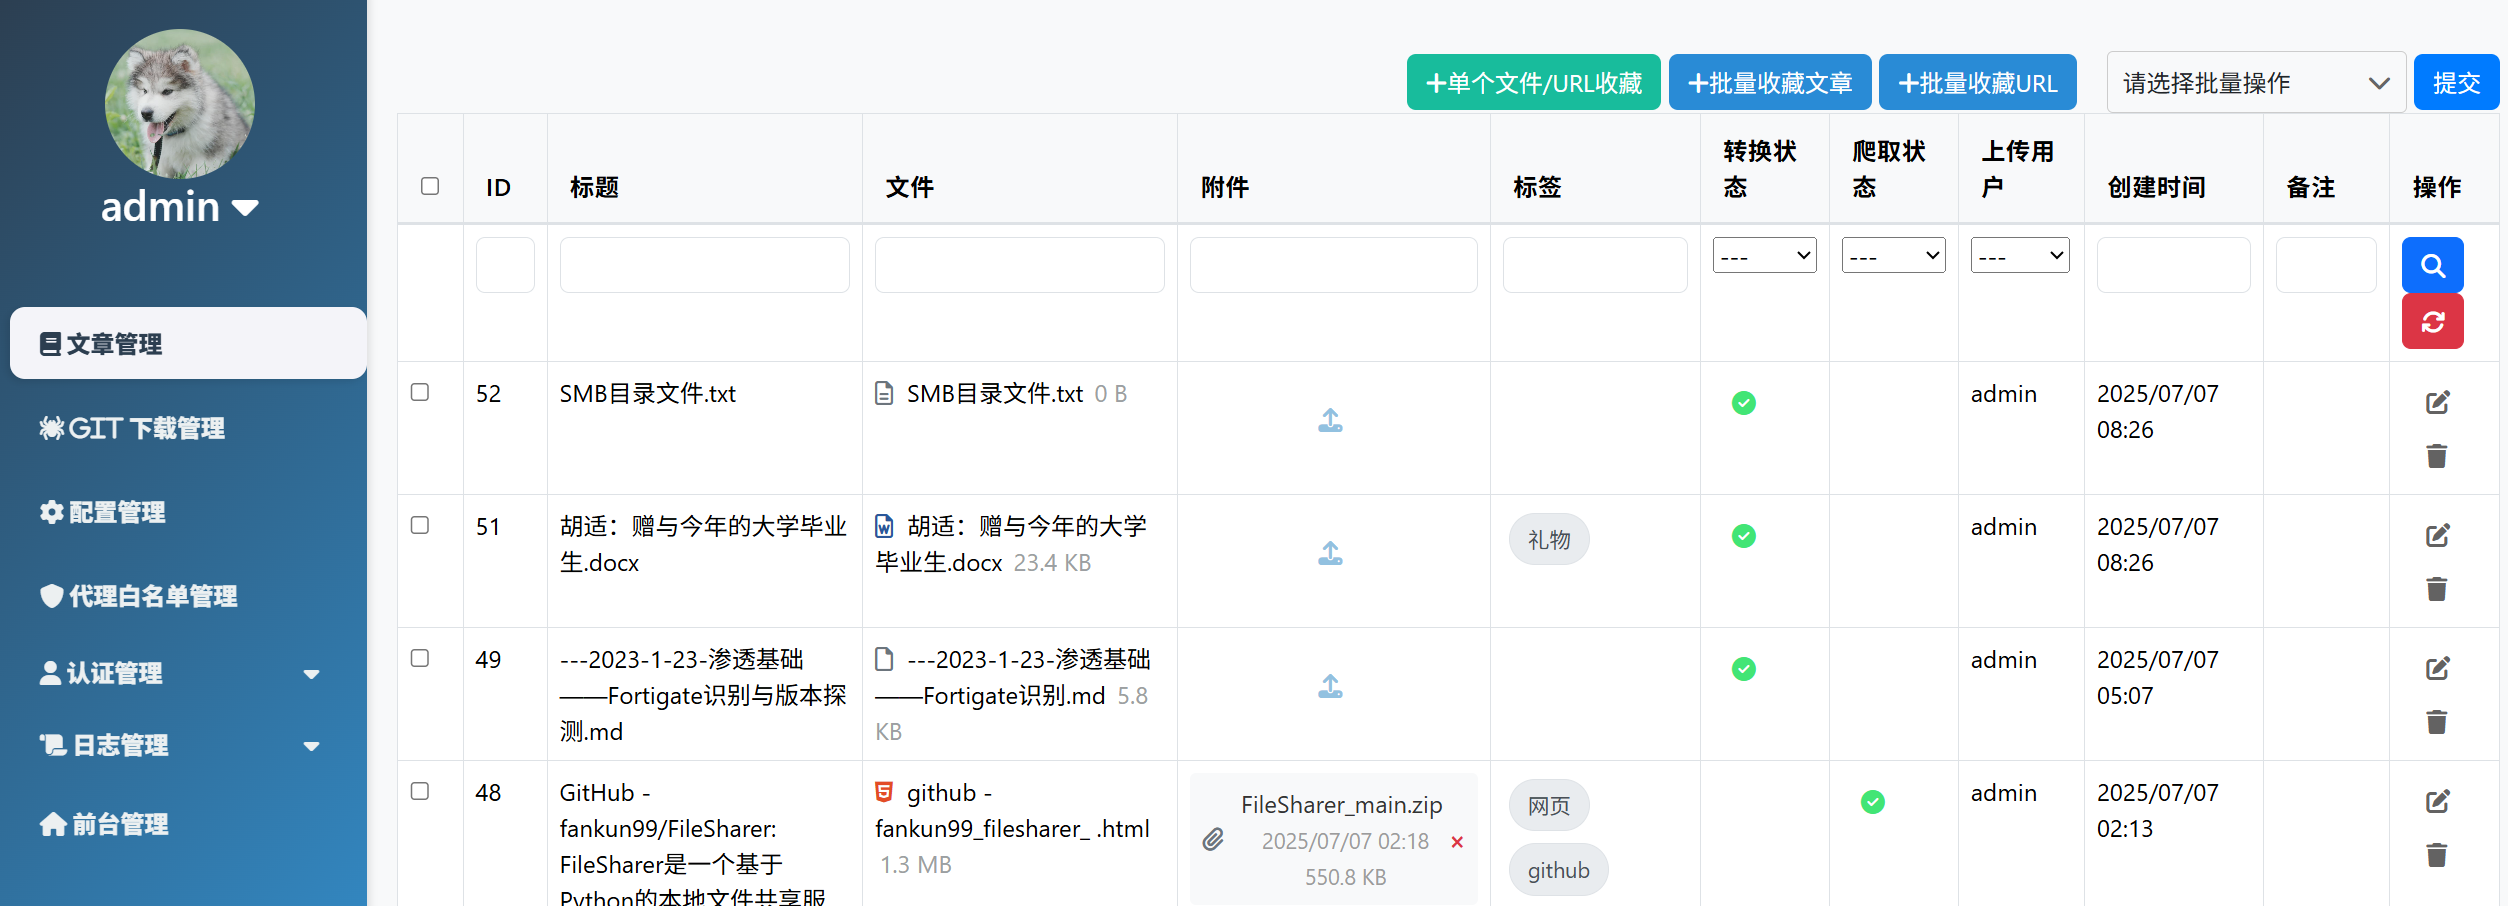 admin
文章管理
GIT 下载管理
配置管理
代理白名单管理
认证管理
日志管理
前台管理
+单个文件/URL收藏
+批量收藏文章
+批量收藏URL
请选择批量操作
提交
ID
标题
文件
附件
标签
转换状
态
爬取状
态
上传用
户
创建时间
备注
操作
---
---
---
52
SMB目录文件.txt
SMB目录文件.txt 0 B
admin
2025/07/07
08:26
51
胡适：赠与今年的大学毕业
生.docx
胡适：赠与今年的大学
毕业生.docx 23.4 KB
礼物
admin
2025/07/07
08:26
49
---2023-1-23-渗透基础
——Fortigate识别与版本探
测.md
---2023-1-23-渗透基础
——Fortigate识别.md 5.8
KB
admin
2025/07/07
05:07
48
GitHub -
fankun99/FileSharer:
FileSharer是一个基于
Python的本地文件共享服
github -
fankun99_filesharer_ .html
1.3 MB
FileSharer_main.zip
2025/07/07 02:18
550.8 KB
网页
github
admin
2025/07/07
02:13